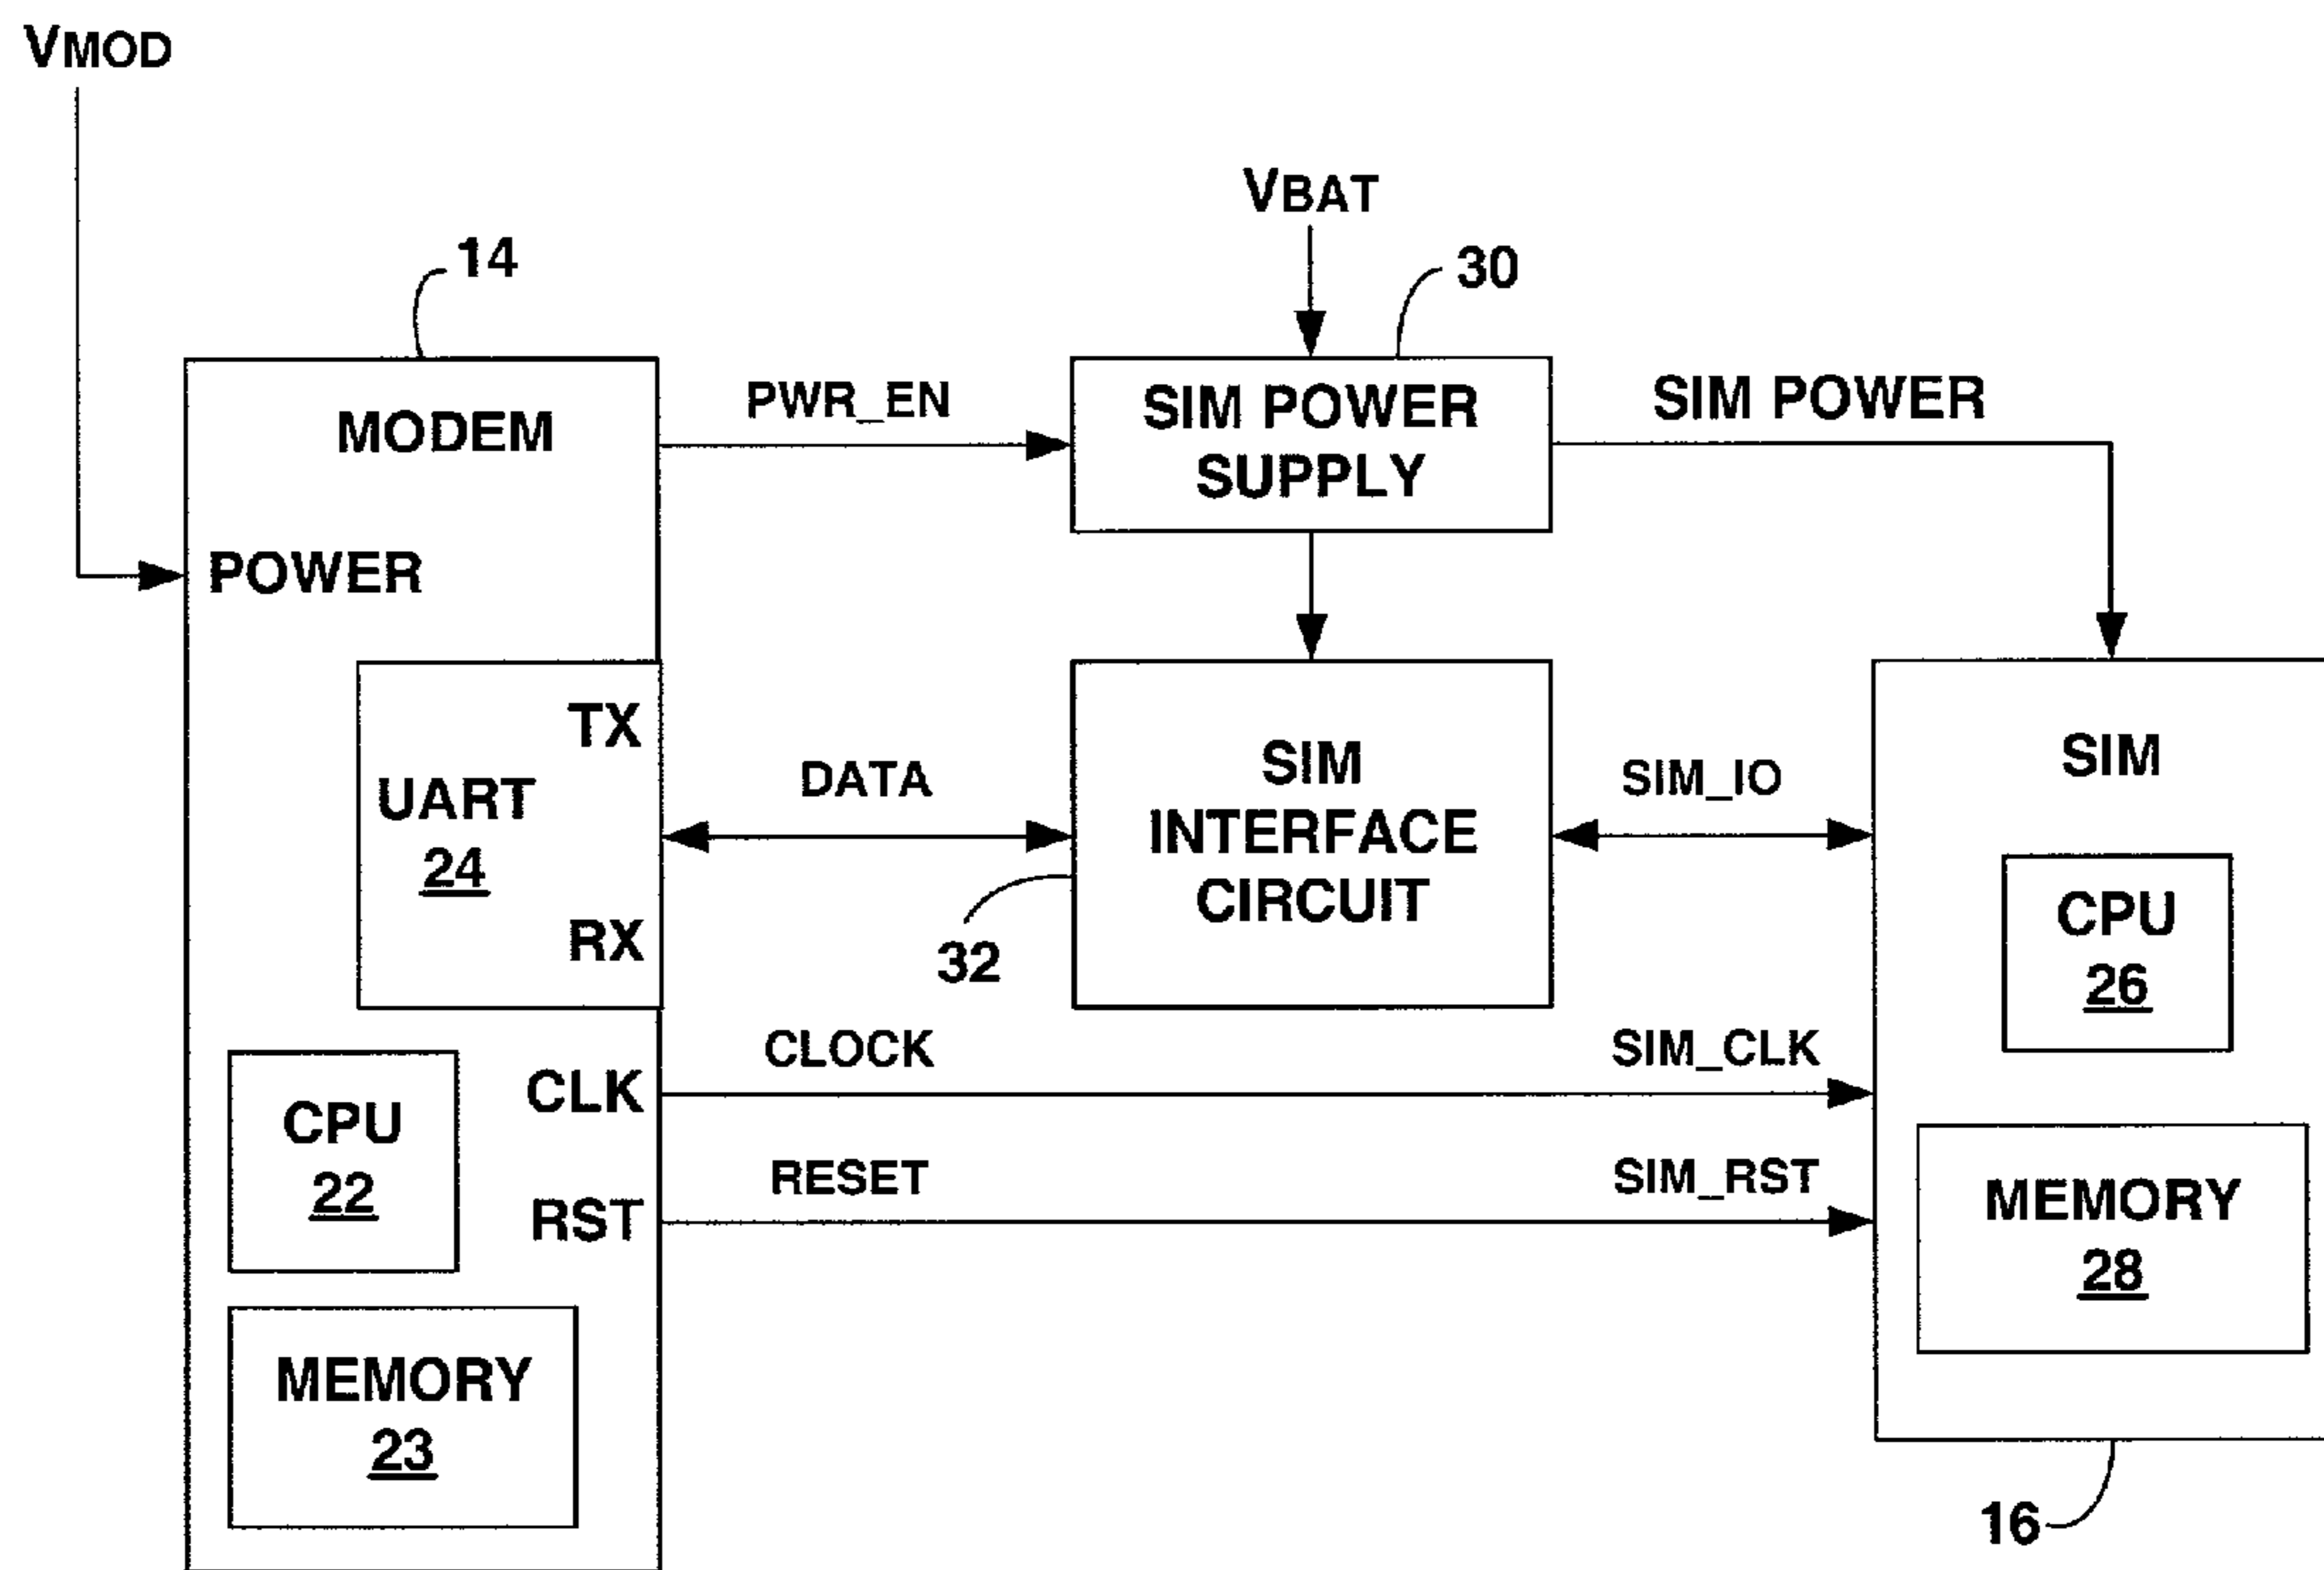 VMOD
VBAT
14
30
PWR_EN
SIM POWER
SUPPLY
SIM POWER
MODEM
POWER
TX
UART
24
RX
DATA
SIM
INTERFACE
CIRCUIT
32
SIM_IO
SIM
CPU
26
CLOCK
SIM_CLK
CLK
CPU
22
RESET
SIM_RST
RST
MEMORY
28
MEMORY
23
16